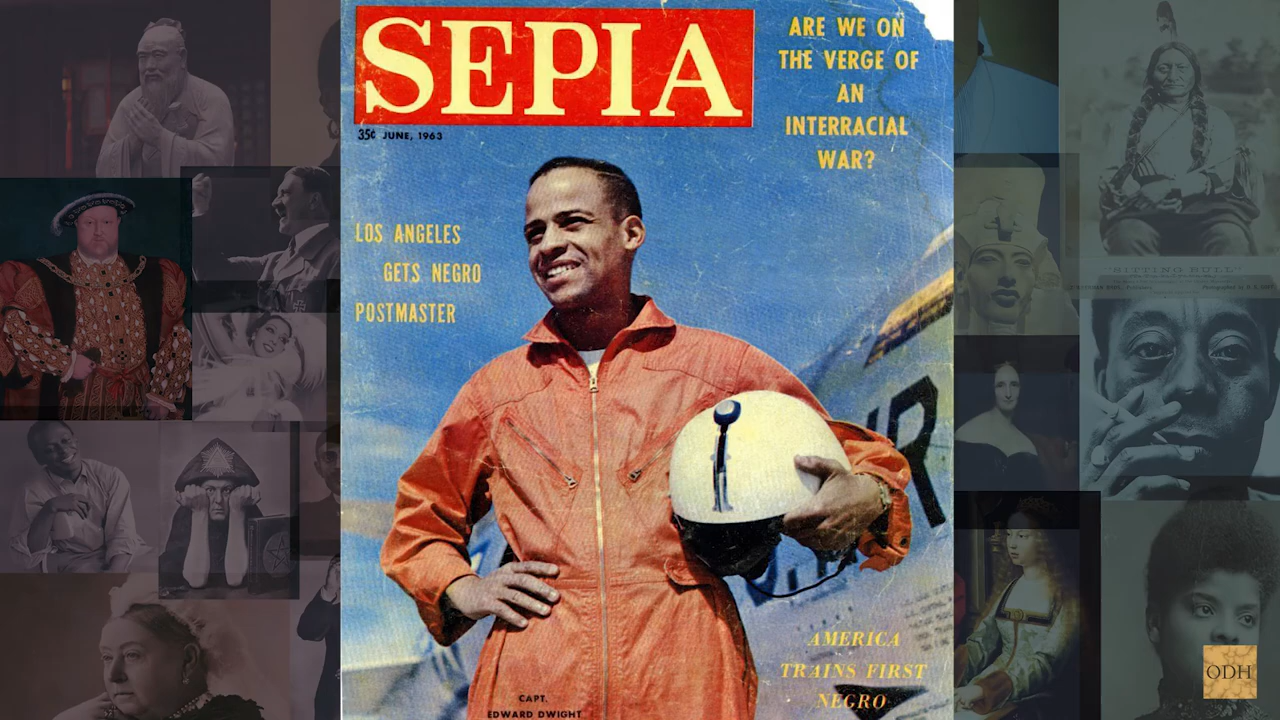 SEPIA
35¢ JUNE, 1963
ARE WE ON
THE VERGE OF
AN
INTERRACIAL
WAR?
LOS ANGELES
GETS NEGRO
POSTMASTER
AMERICA
TRAINS FIRST
NEGRO
CAPT.
EDWARD DWIGHT
"SITTING BULL"
ODH